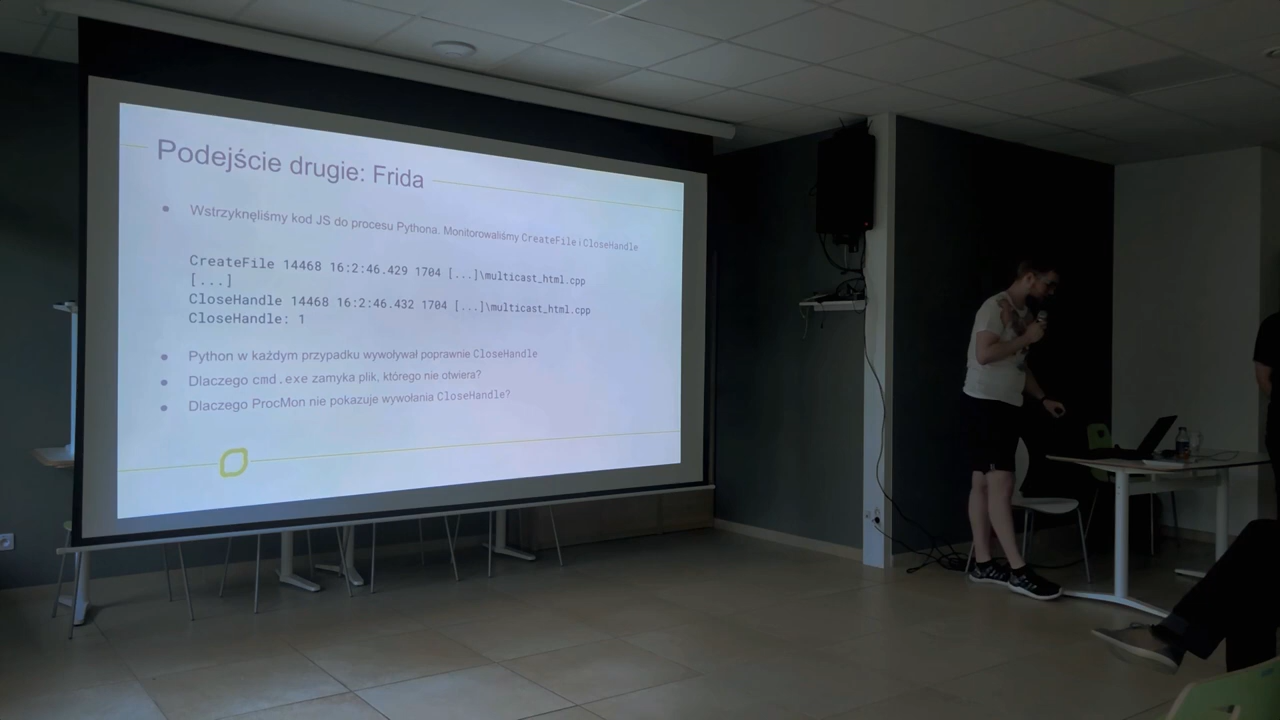 Podejście drugie: Frida
Wstrzyknęliśmy kod JS do procesu Pythona. Monitorowaliśmy CreateFile i CloseHandle
CreateFile 14468 16:2:46.429 1704 [...]\multicast_html.cpp
[...]
CloseHandle 14468 16:2:46.432 1704 [...]\multicast_html.cpp
CloseHandle: 1
Python w każdym przypadku wywoływał poprawnie CloseHandle
Dlaczego cmd.exe zamyka plik, którego nie otwiera?
Dlaczego ProcMon nie pokazuje wywołania CloseHandle?